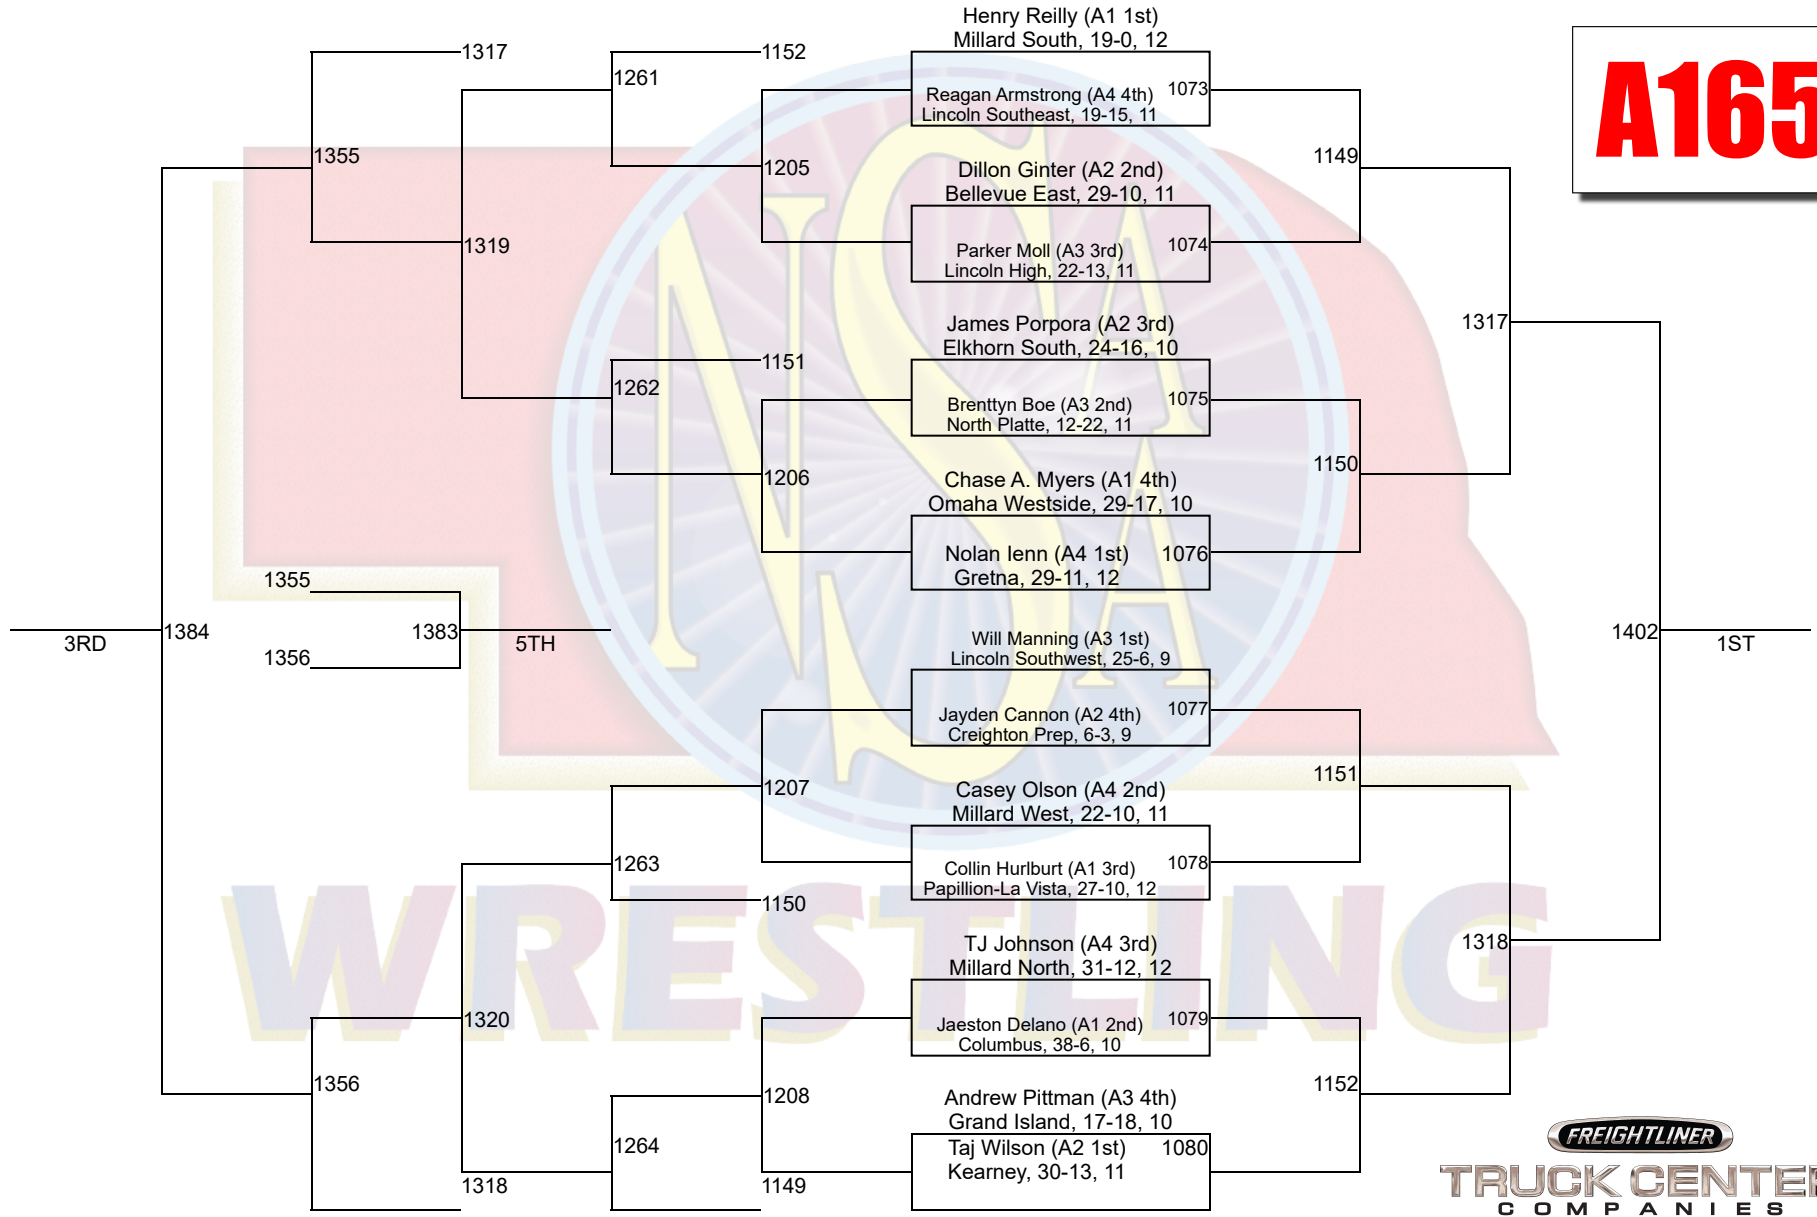 Henry Reilly (A1 1st)
Millard South, 19-0, 12
A165
1317
1152
1261
Reagan Armstrong (A4 4th)
Lincoln Southeast, 19-15, 11
1073
1355
1205
Dillon Ginter (A2 2nd)
Bellevue East, 29-10, 11
1149
1319
Parker Moll (A3 3rd)
Lincoln High, 22-13, 11
1074
James Porpora (A2 3rd)
Elkhorn South, 24-16, 10
1317
1151
1262
Brenttyn Boe (A3 2nd)
North Platte, 12-22, 11
1075
1206
Chase A. Myers (A1 4th)
Omaha Westside, 29-17, 10
1150
Nolan Ienn (A4 1st)
Gretna, 29-11, 12
1076
1355
1356
1383
5TH
3RD
1384
Will Manning (A3 1st)
Lincoln Southwest, 25-6, 9
1402
1ST
Jayden Cannon (A2 4th)
Creighton Prep, 6-3, 9
1077
1207
Casey Olson (A4 2nd)
Millard West, 22-10, 11
1151
1263
Collin Hurlburt (A1 3rd)
Papillion-La Vista, 27-10, 12
1078
1150
TJ Johnson (A4 3rd)
Millard North, 31-12, 12
1318
1320
Jaeston Delano (A1 2nd)
Columbus, 38-6, 10
1079
1356
1208
Andrew Pittman (A3 4th)
Grand Island, 17-18, 10
1152
1264
Taj Wilson (A2 1st)
Kearney, 30-13, 11
1080
1318
1149
NSAA
WRESTLING
FREIGHTLINER
TRUCK CENTER
COMPANIES